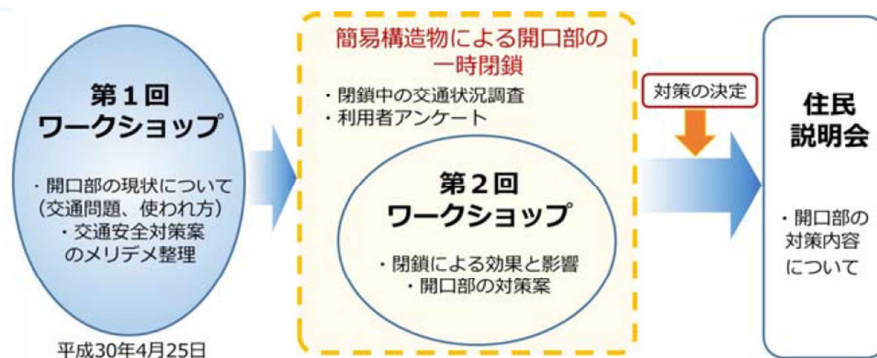 第１回
ワークショップ
・開口部の現状について
（交通問題、使われ方）
・交通安全対策案
のメリデメ整理
平成30年4月25日
簡易構造物による開口部の
一時閉鎖
・閉鎖中の交通状況調査
・利用者アンケート
第２回
ワークショップ
・閉鎖による効果と影響
・開口部の対策案
対策の決定
住民
説明会
・開口部の
対策内容
について